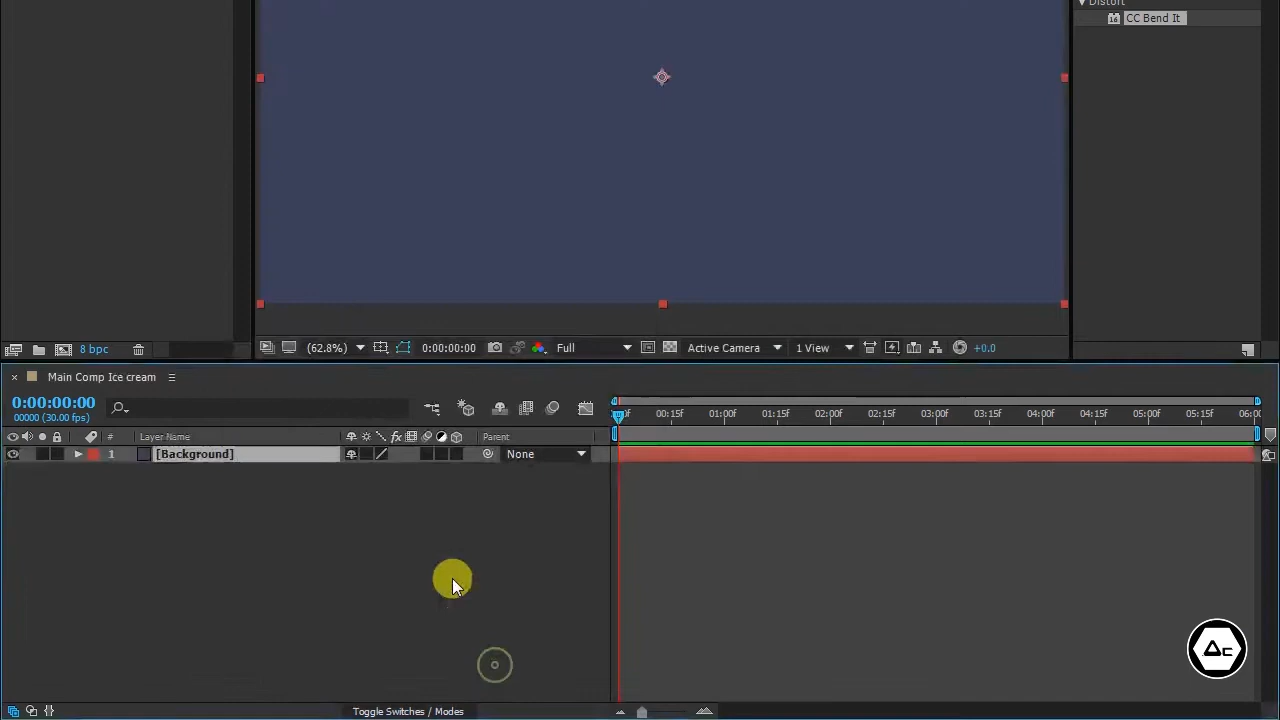 Distort
CC Bend It
8 bpc
(62.8%)
0:00:00:00
Full
Active Camera
1 View
+0.0
Main Comp Ice cream
0:00:00:00
00000 (30.00 fps)
00:15f
01:00f
01:15f
02:00f
02:15f
03:00f
03:15f
04:00f
04:15f
05:00f
05:15f
06:00
#
Layer Name
Parent
1
[Background]
None
Toggle Switches / Modes